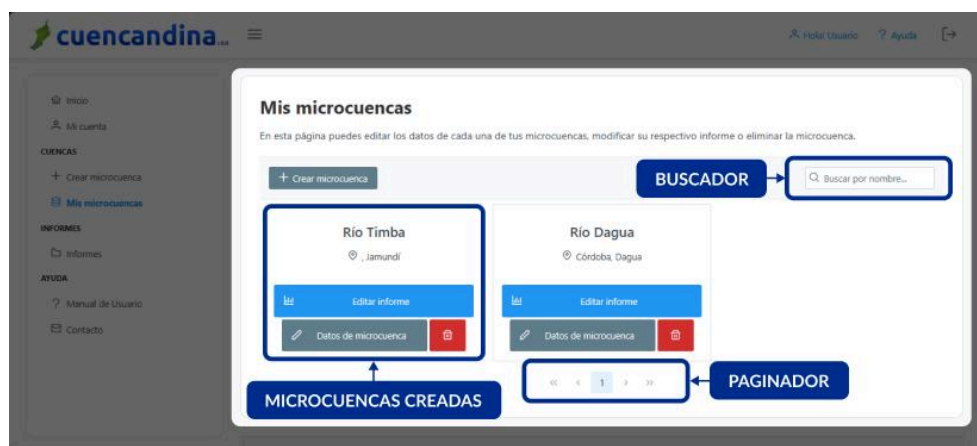 cuencandina...
Hola! Usuario
Ayuda
Inicio
Mi cuenta
CUENCAS
Crear microcuenca
Mis microcuencas
INFORMES
Informes
AYUDA
Manual de Usuario
Contacto
Mis microcuencas
En esta página puedes editar los datos de cada una de tus microcuencas, modificar su respectivo informe o eliminar la microcuenca.
+ Crear microcuenca
BUSCADOR
Buscar por nombre...
Río Timba
, Jamundí
Editar informe
Datos de microcuenca
Río Dagua
Córdoba, Dagua
Editar informe
Datos de microcuenca
« ‹ 1 › »
PAGINADOR
MICROCUENCAS CREADAS